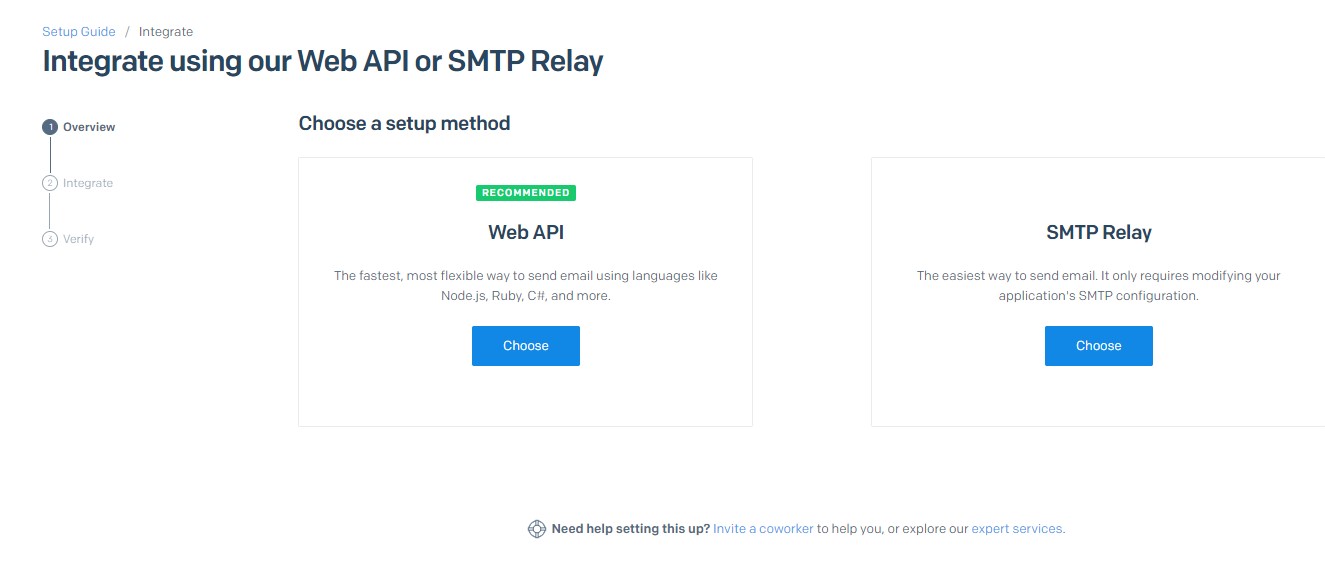 Setup Guide / Integrate
Integrate using our Web API or SMTP Relay
1 Overview
2 Integrate
3 Verify
Choose a setup method
RECOMMENDED
Web API
The fastest, most flexible way to send email using languages like
Node.js, Ruby, C#, and more.
Choose
SMTP Relay
The easiest way to send email. It only requires modifying your
application's SMTP configuration.
Choose
Need help setting this up? Invite a coworker to help you, or explore our expert services.